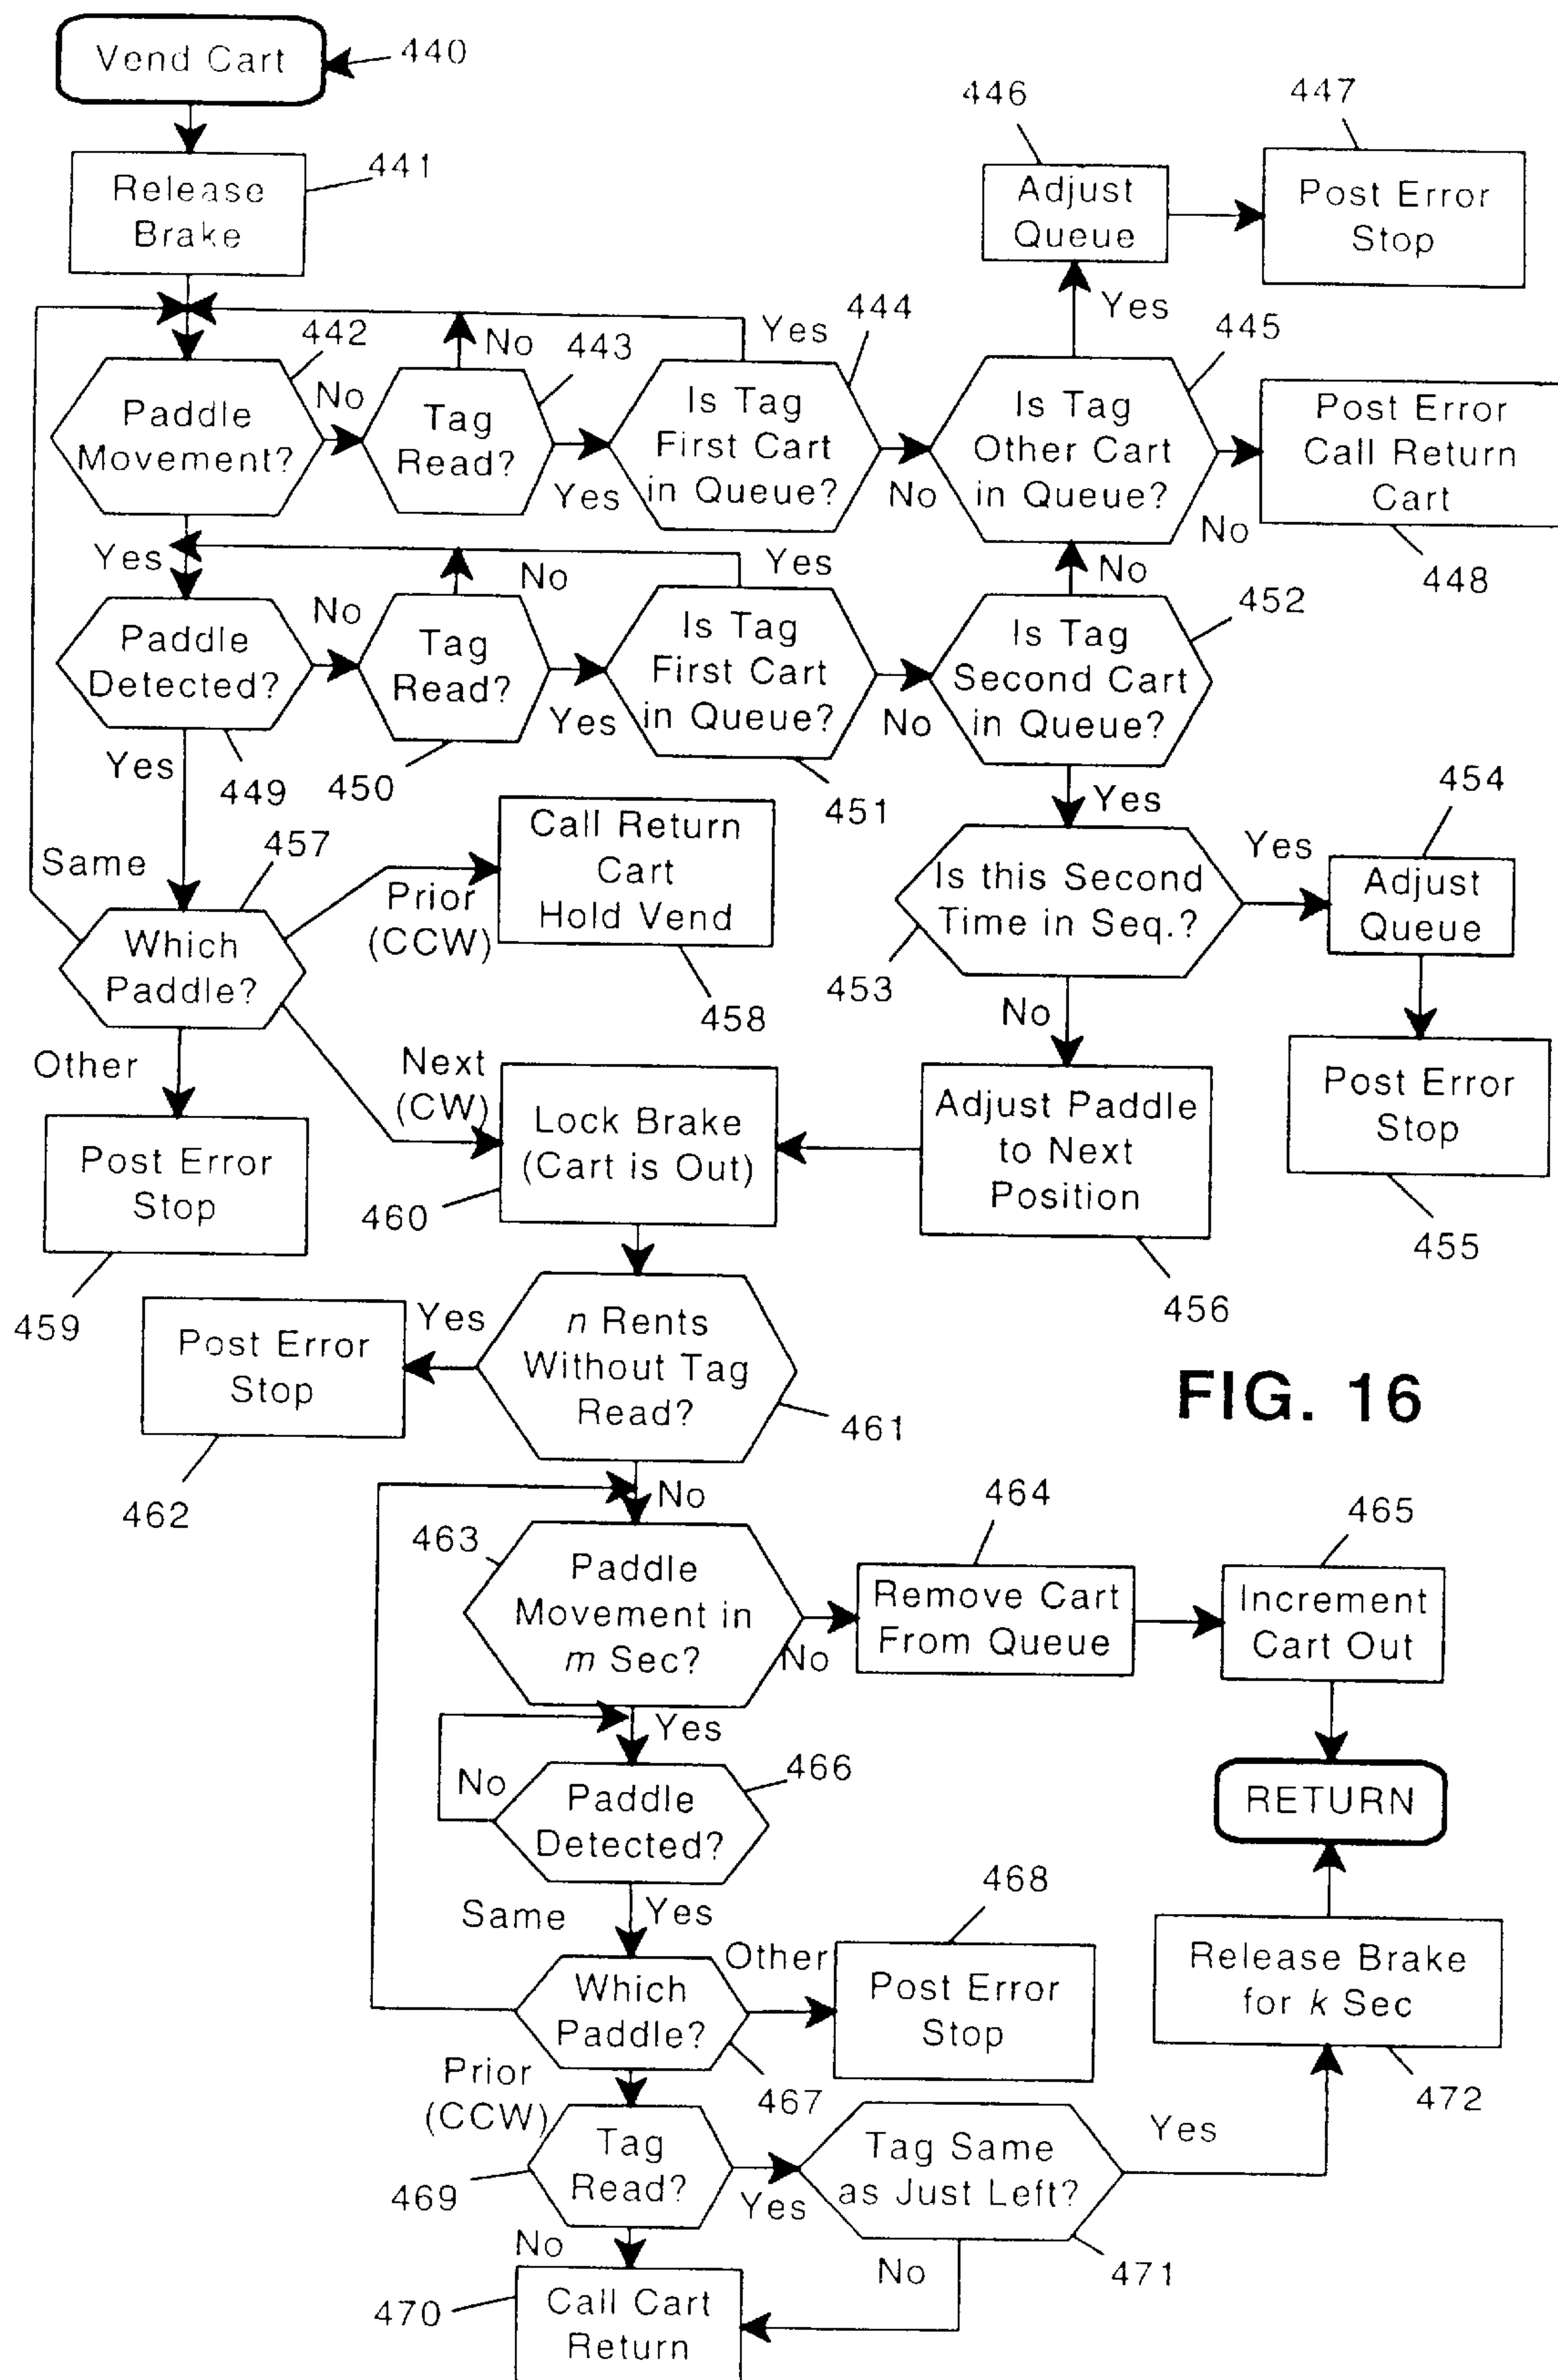 Vend Cart
440
Release
Brake
441
446
Adjust
Queue
447
Post Error
Stop
442
Paddle
Movement?
No
443
Tag
Read?
No
Yes
444
Is Tag
First Cart
in Queue?
Yes
No
445
Is Tag
Other Cart
in Queue?
Yes
No
Post Error
Call Return
Cart
448
Yes
Paddle
Detected?
No
449
Yes
Tag
Read?
No
Yes
450
Is Tag
First Cart
in Queue?
Yes
No
451
Is Tag
Second Cart
in Queue?
No
452
Yes
Is this Second
Time in Seq.?
453
Yes
No
454
Adjust
Queue
Post Error
Stop
455
Same
457
Which
Paddle?
Prior
(CCW)
Call Return
Cart
Hold Vend
458
Other
Post Error
Stop
459
Next
(CW)
Lock Brake
(Cart is Out)
460
Adjust Paddle
to Next
Position
456
n Rents
Without Tag
Read?
461
Yes
Post Error
Stop
462
FIG. 16
No
463
Paddle
Movement in
m Sec?
No
464
Remove Cart
From Queue
465
Increment
Cart Out
Yes
466
Paddle
Detected?
No
RETURN
Same
Yes
Which
Paddle?
467
Other
468
Post Error
Stop
Release Brake
for k Sec
472
Prior
(CCW)
Tag
Read?
469
Yes
Tag Same
as Just Left?
471
Yes
No
No
Call Cart
Return
470